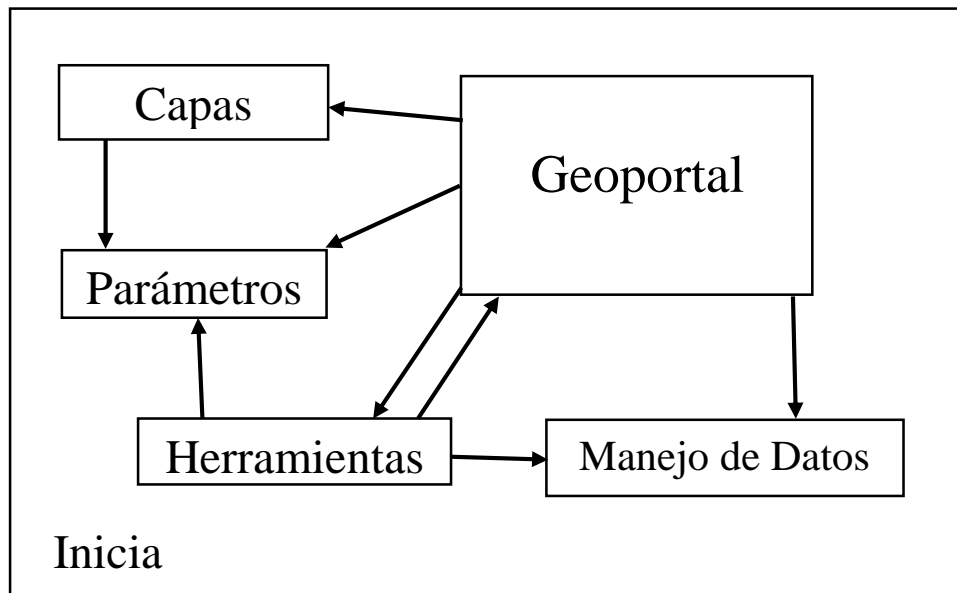 Capas
Geoportal
Parámetros
Herramientas
Manejo de Datos
Inicia